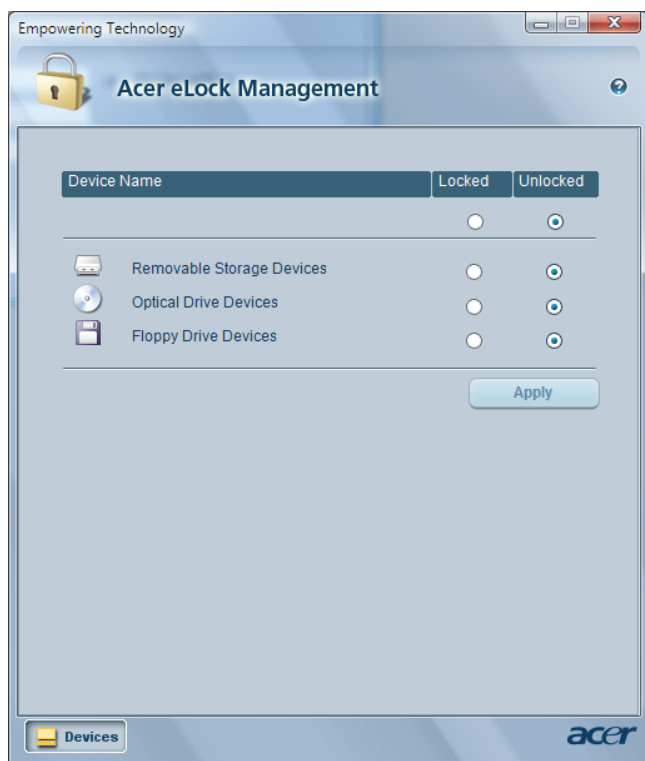 Empowering Technology
Acer eLock Management
Device Name Locked Unlocked
Removable Storage Devices
Optical Drive Devices
Floppy Drive Devices
Apply
Devices
acer